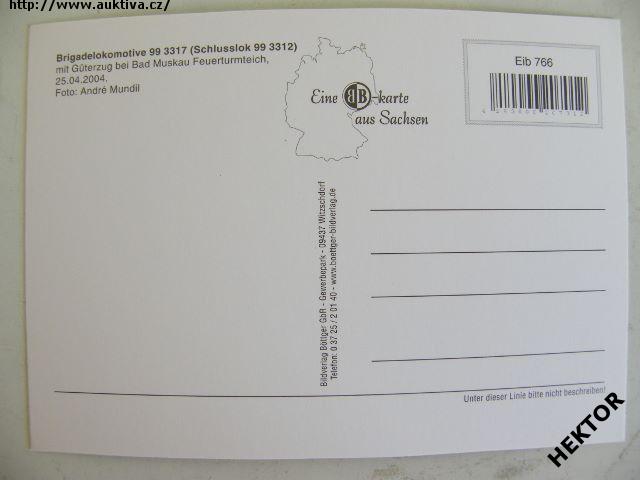 http://www.auktiva.cz/
Brigadelokomotive 99 3317 (Schlusslok 99 3312)
mit Güterzug bei Bad Muskau Feuerturmteich,
25.04.2004.
Foto: André Mundil
Eine BB-karte
aus Sachsen
Eib 766
Bildverlag Böttger GbR - Gewerbepark - 09437 Witzschdorf
Telefon: 0 37 25 / 2 01 40 - www.boettger-bildverlag.de
Unter dieser Linie bitte nicht beschreiben!
HEKTOR